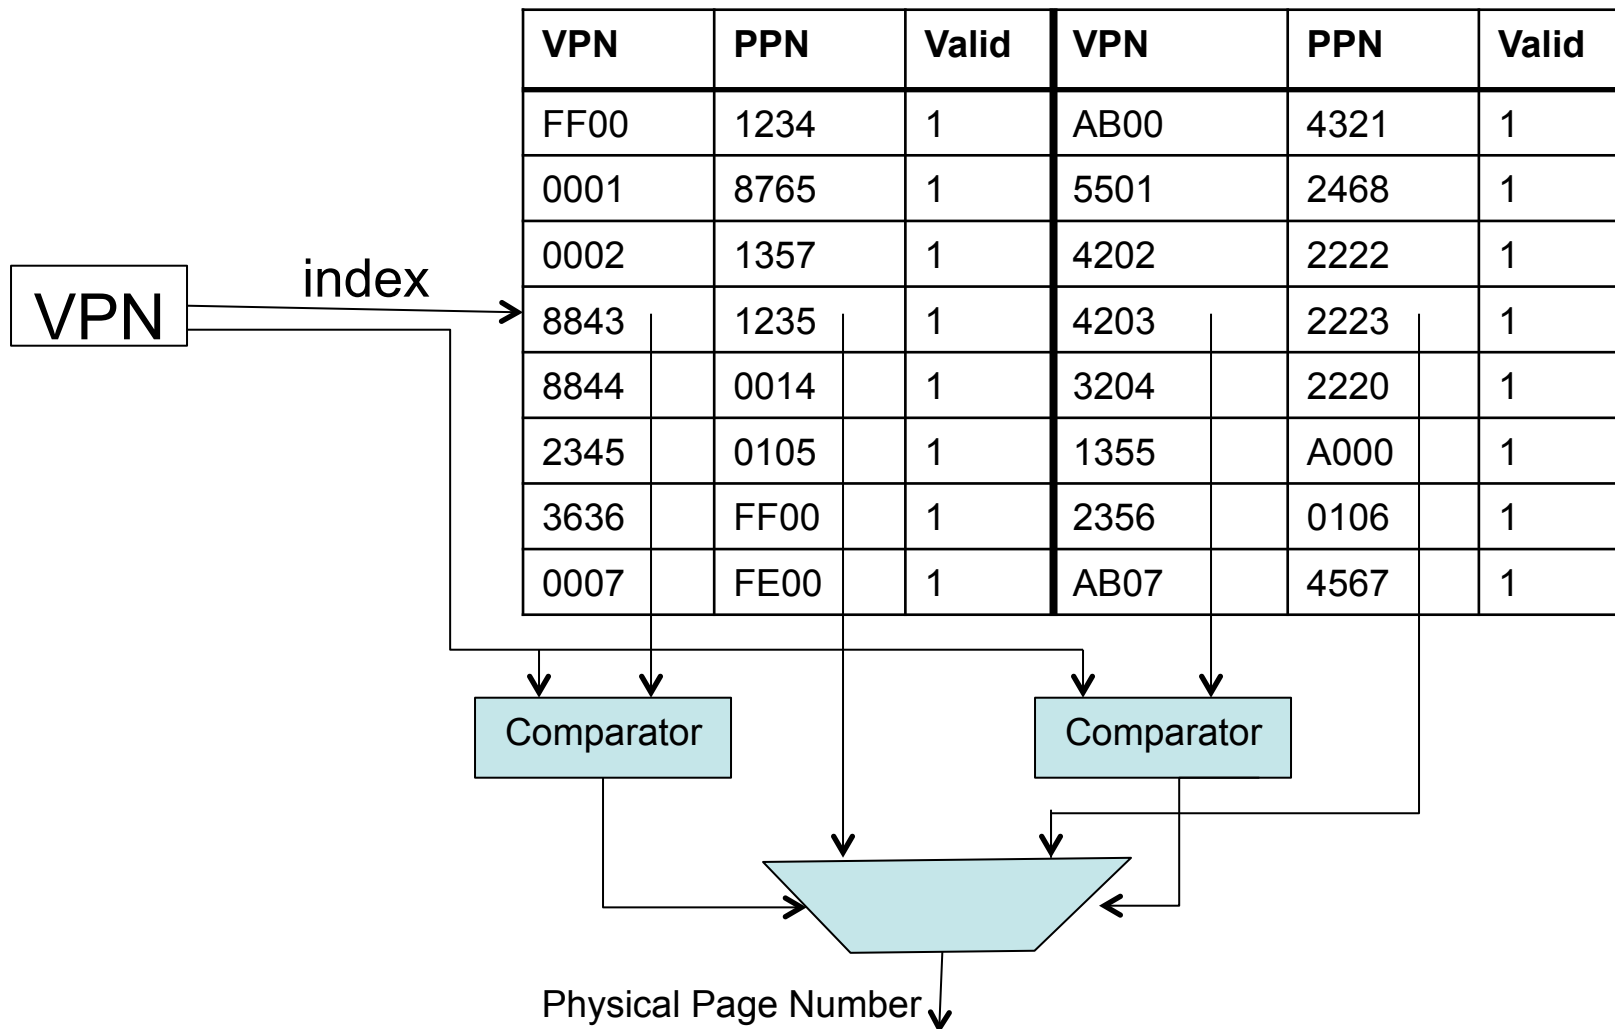 VPN PPN Valid VPN PPN Valid
FF00 1234 1 AB00 4321 1
0001 8765 1 5501 2468 1
0002 1357 1 4202 2222 1
index
VPN
8843 1235 1 4203 2223 1
8844 0014 1 3204 2220 1
2345 0105 1 1355 A000 1
3636 FF00 1 2356 0106 1
0007 FE00 1 AB07 4567 1
Comparator Comparator
Physical Page Number